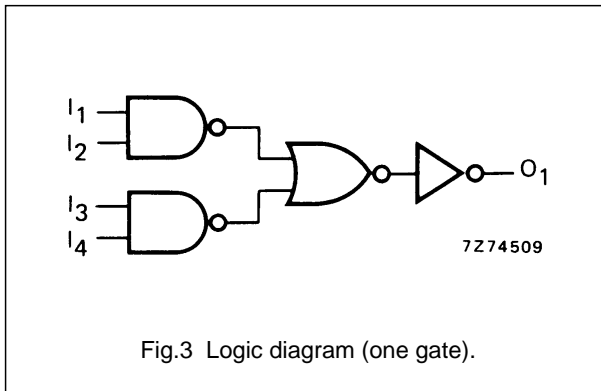 I1
I2
I3
I4
O1
7Z74509
Fig.3 Logic diagram (one gate).